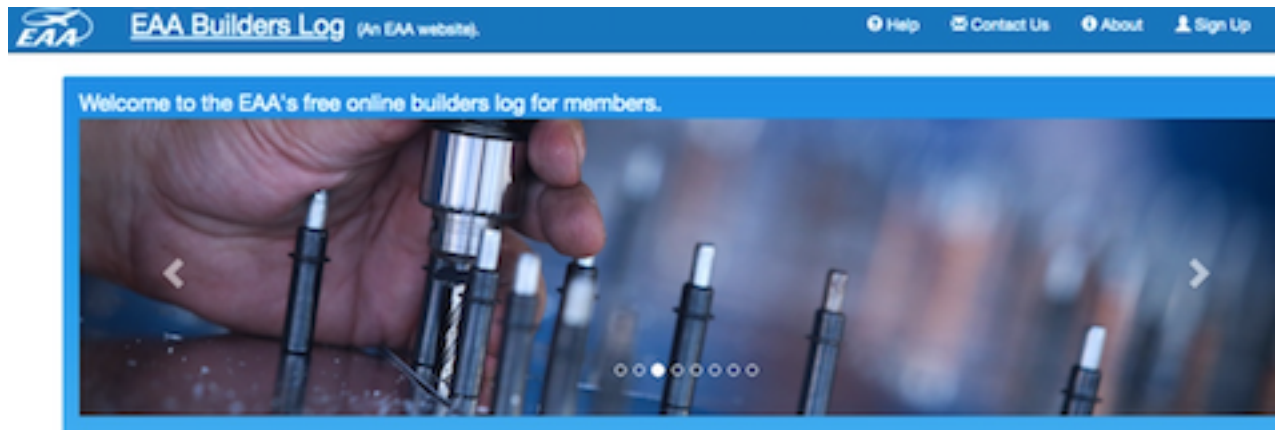 EAA EAA Builders Log (An EAA website). Help Contact Us About Sign Up
Welcome to the EAA's free online builders log for members.